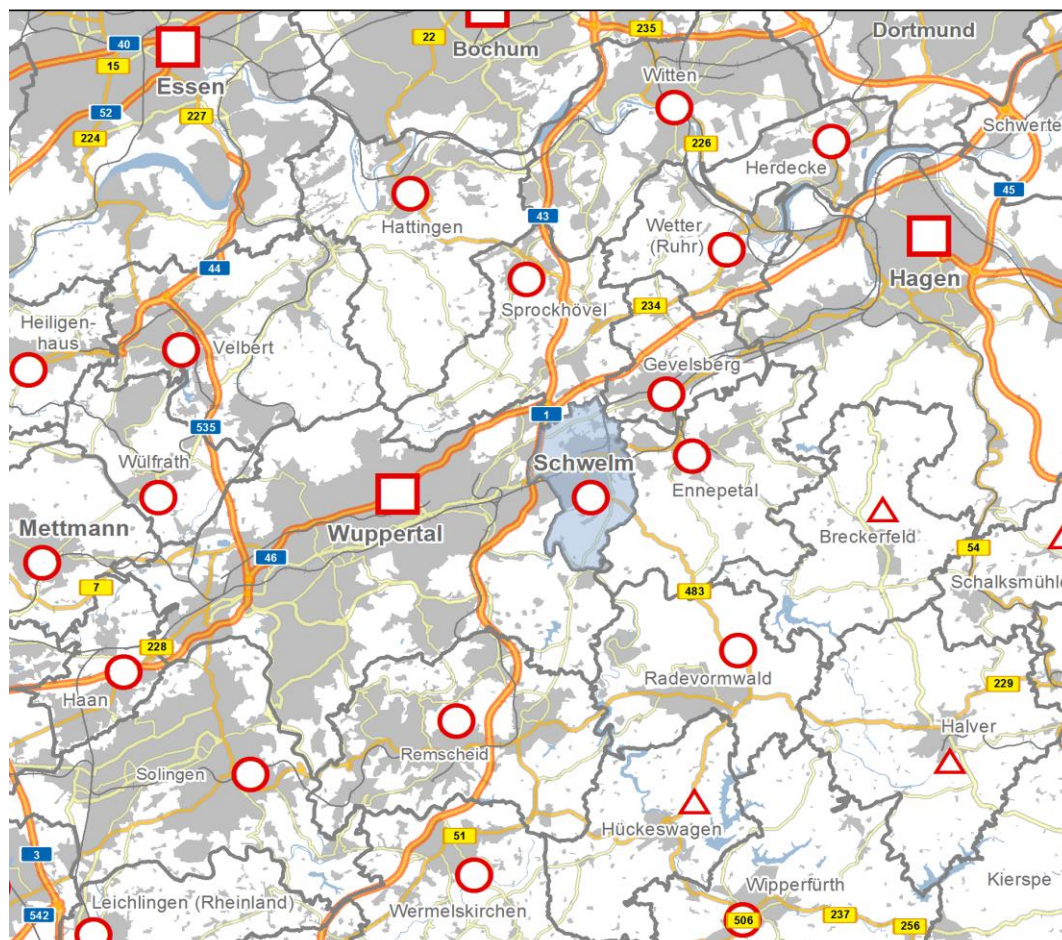 40
22
235
Dortmund
15
Bochum
Essen
Witten
52
227
224
226
Schwerte
Herdecke
45
Hattingen
43
Wetter
(Ruhr)
44
Hagen
Sprockhövel
234
Heiligen-
haus
Velbert
Gevelsberg
1
535
Wülfrath
Schwelm
Ennepetal
Mettmann
Wuppertal
Breckerfeld
46
54
7
483
Schalksmühle
228
Haan
Radevormwald
229
Remscheid
Halver
Solingen
Hückeswagen
51
3
Kierspe
Wipperfürth
Leichlingen (Rheinland)
Wermelskirchen
542
506
237
256